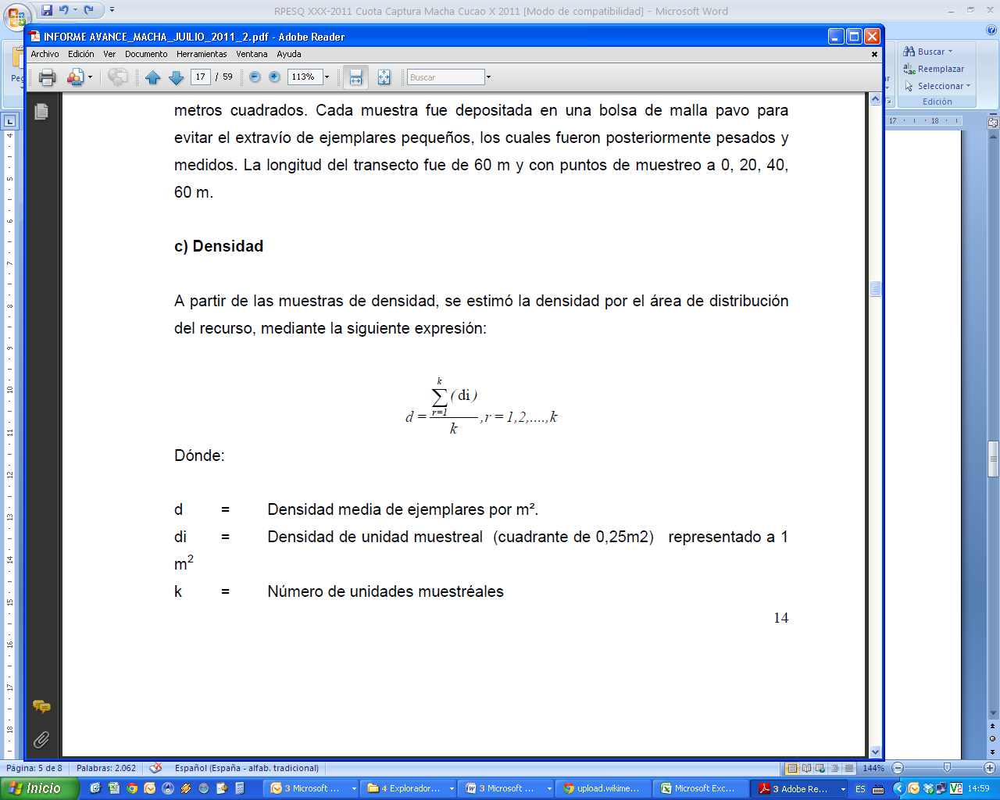 RPESQ XXX-2011 Cuota Captura Macha Cucao X 2011 [Modo de compatibilidad] - Microsoft Word
INFORME AVANCE_MACHA_JUILIO_2011_2.pdf - Adobe Reader
Archivo Edición Ver Documento Herramientas Ventana Ayuda
17 / 59 113% Buscar
Buscar
Reemplazar
Seleccionar
Edición
metros cuadrados. Cada muestra fue depositada en una bolsa de malla pavo para
evitar el extravío de ejemplares pequeños, los cuales fueron posteriormente pesados y
medidos. La longitud del transecto fue de 60 m y con puntos de muestreo a 0, 20, 40,
60 m.
c) Densidad
A partir de las muestras de densidad, se estimó la densidad por el área de distribución
del recurso, mediante la siguiente expresión:
k
∑ (di)
r=1
d = ,r = 1,2,....,k
k
Dónde:
d = Densidad media de ejemplares por m².
di = Densidad de unidad muestreal (cuadrante de 0,25m2) representado a 1
m²
k = Número de unidades muestréales
14
Página: 5 de 8 Palabras: 2.062 Español (España - alfab. tradicional) 144%
Inicio 3 Microsoft ... 4 Explorador... 3 Microsoft ... upload.wikime... Microsoft Exc... 3 Adobe Re... ES 14:59